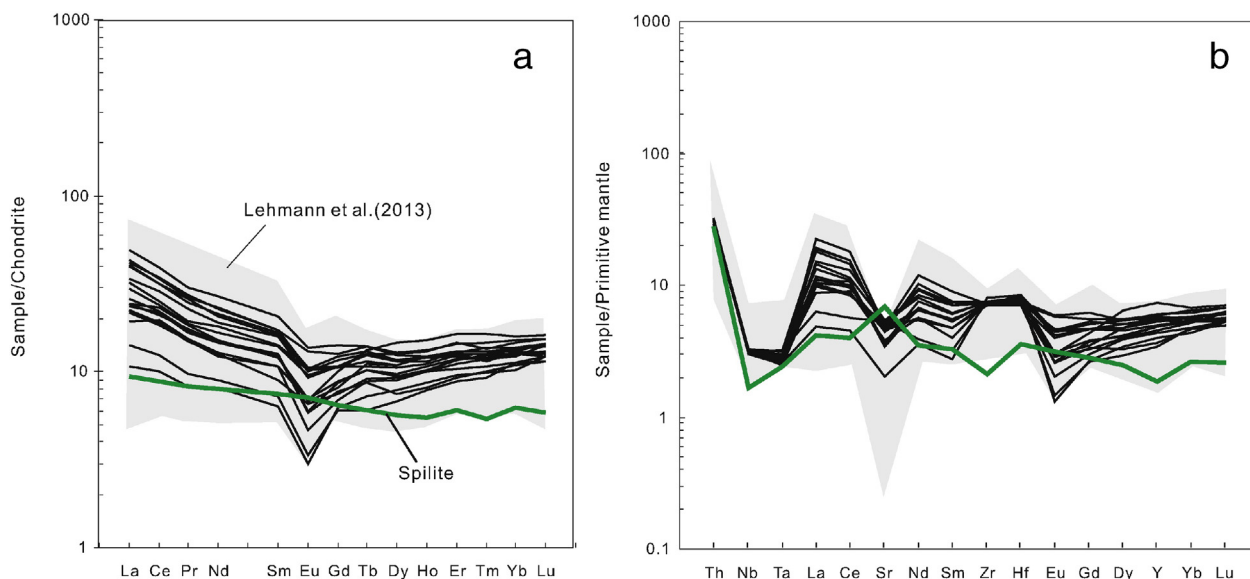 a
1000
100
10
1
Sample/Chondrite
Lehmann et al.(2013)
Spilite
La Ce Pr Nd Sm Eu Gd Tb Dy Ho Er Tm Yb Lu
b
1000
100
10
1
0.1
Sample/Primitive mantle
Th Nb Ta La Ce Sr Nd Sm Zr Hf Eu Gd Dy Y Yb Lu